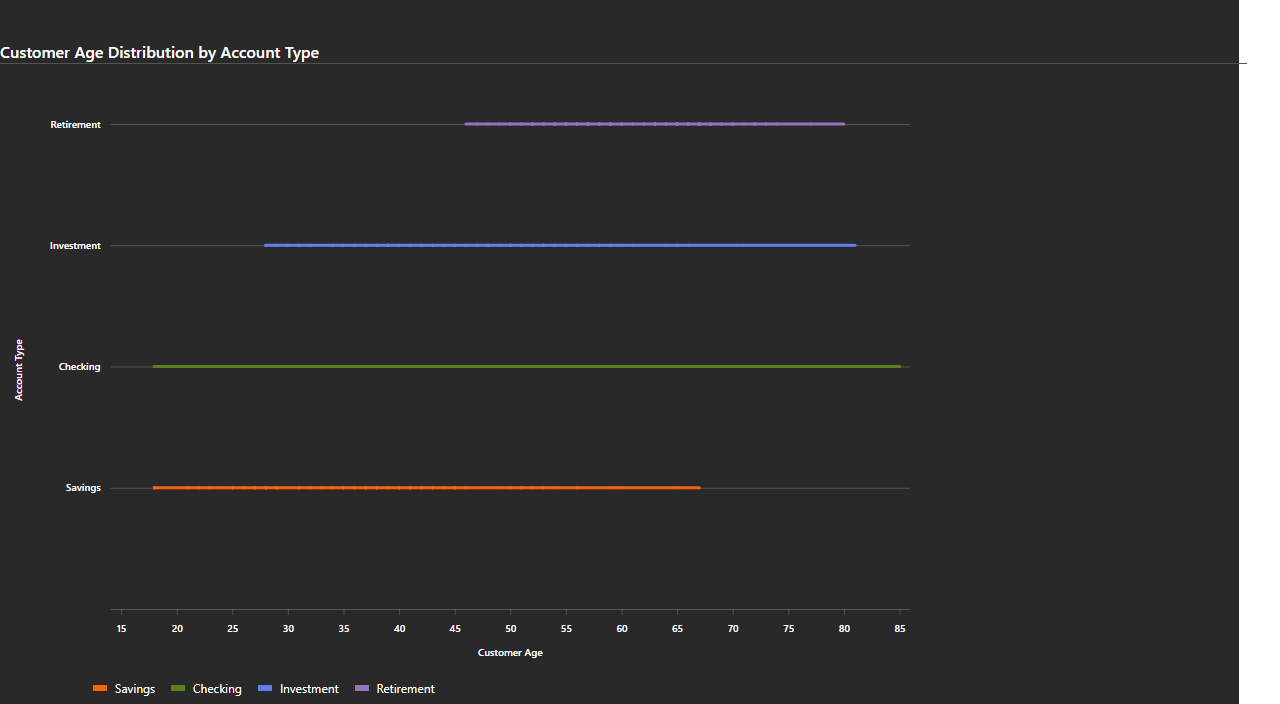 Customer Age Distribution by Account Type
Retirement
Investment
Checking
Savings
Account Type
15 20 25 30 35 40 45 50 55 60 65 70 75 80 85
Customer Age
Savings Checking Investment Retirement